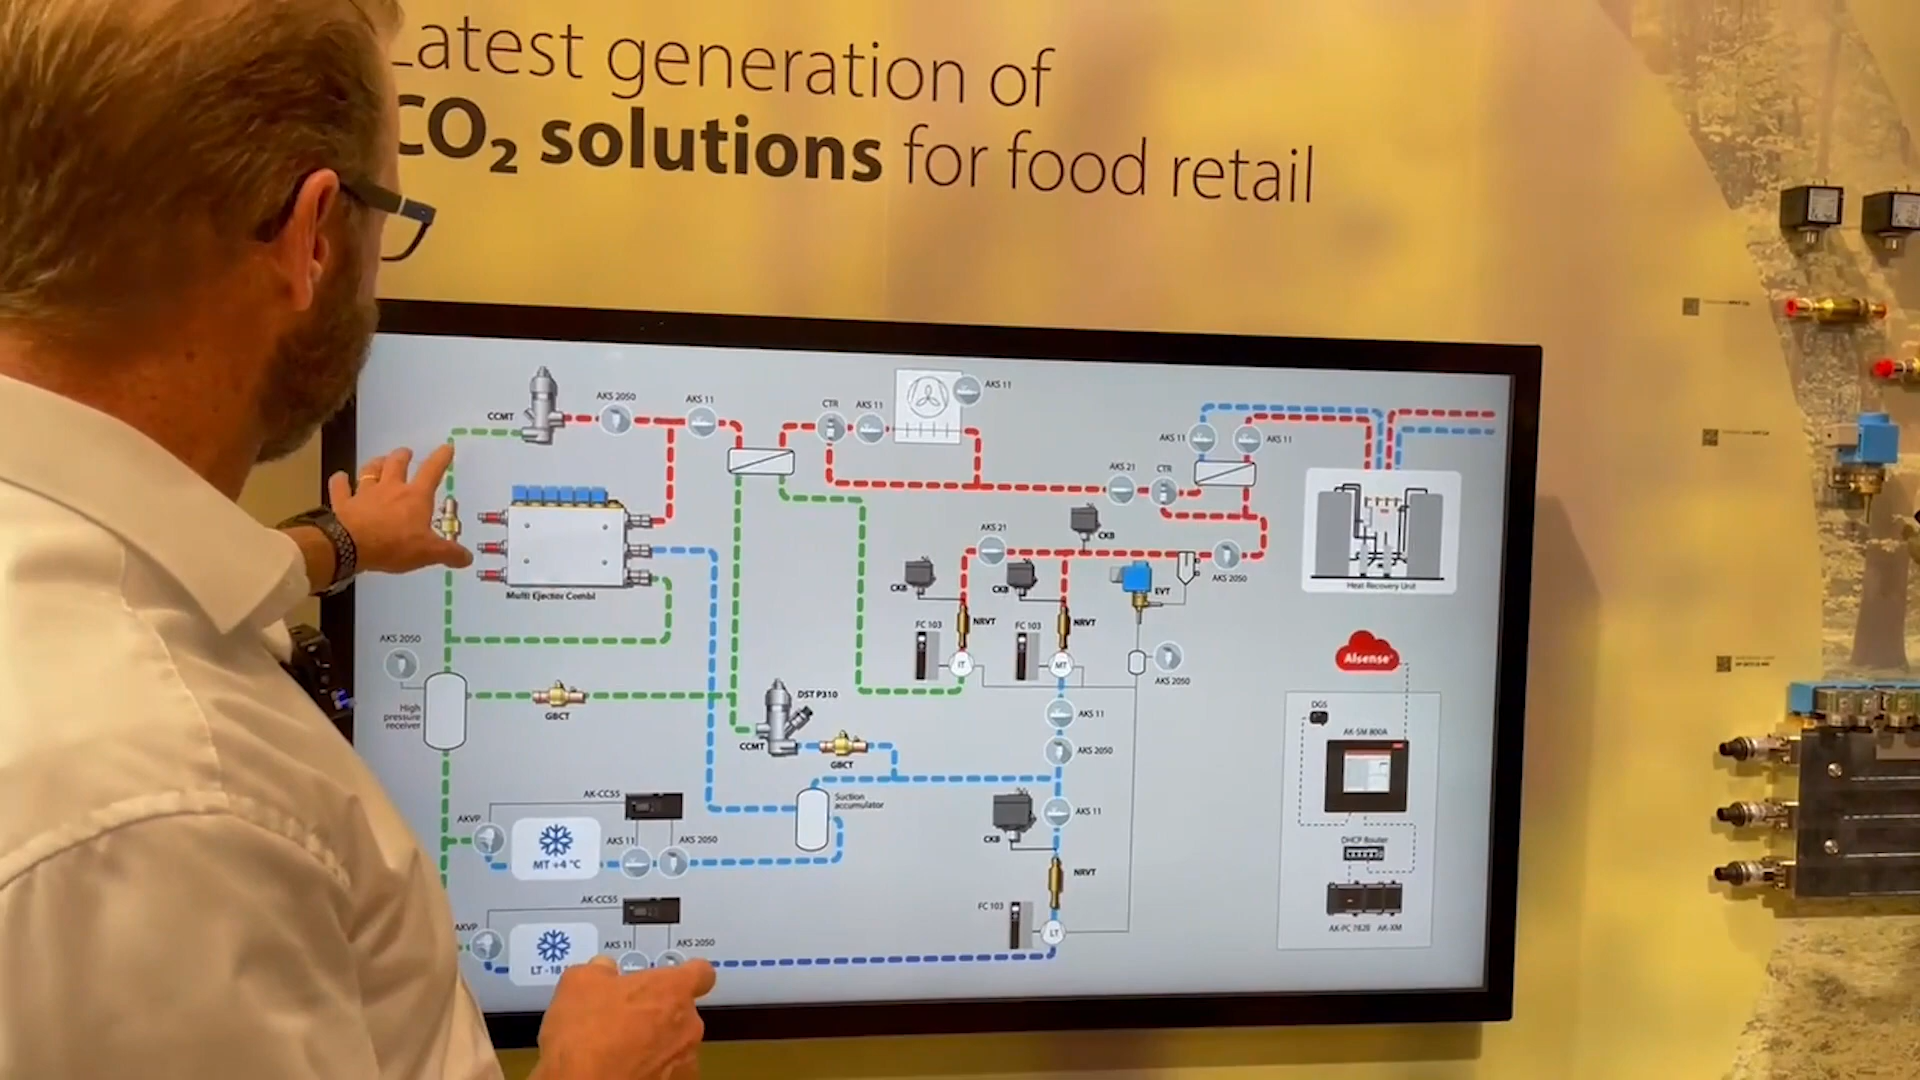 Latest generation of
CO₂ solutions for food retail
CCMT
AKS 2050
AKS 11
CTR
AKS 11
AKS 11
AKS 11
AKS 11
AKS 21
CTR
AKS 21
CKB
AKS 2050
CKB
CKB
EVT
Heat Recovery Unit
Multi Ejector Combi
FC 103
NRVT
FC 103
NRVT
IT
MT
AKS 2050
AKS 2050
High
pressure
receiver
GBCT
DST P310
CCMT
GBCT
AKS 11
AKS 2050
Alsense
DGS
AK-SM 800A
AK-CC55
Suction
accumulator
AKVP
AKS 11
AKS 2050
MT +4 °C
CKB
AKS 11
DHCP Router
NRVT
AK-CC55
FC 103
AK-PC 782B
AK-XM
AKVP
AKS 11
AKS 2050
LT -18
LT